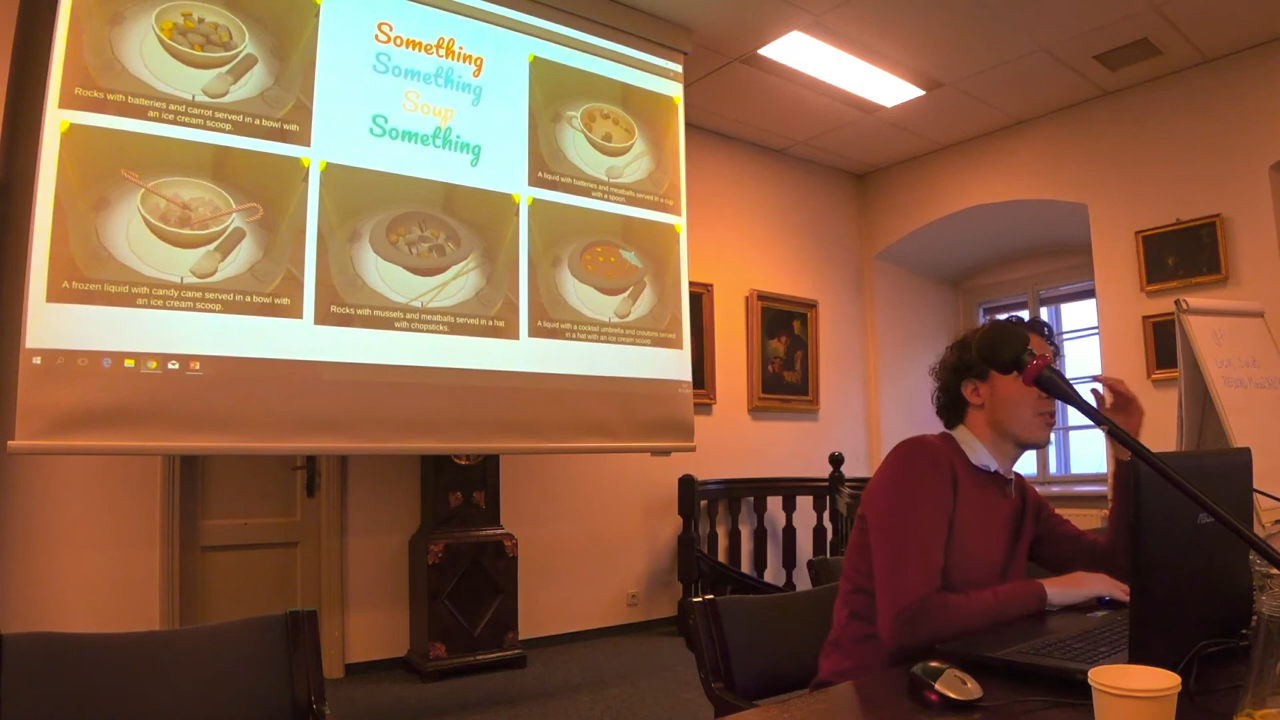 Something
Something
Soup
Something
Rocks with batteries and carrot served in a bowl with
an ice cream scoop.
A liquid with batteries and meatballs served in a cup
with a spoon.
A frozen liquid with candy cane served in a bowl with
an ice cream scoop.
Rocks with mussels and meatballs served in a hat
with chopsticks.
A liquid with a cocktail umbrella and croutons served
in a hat with an ice cream scoop.